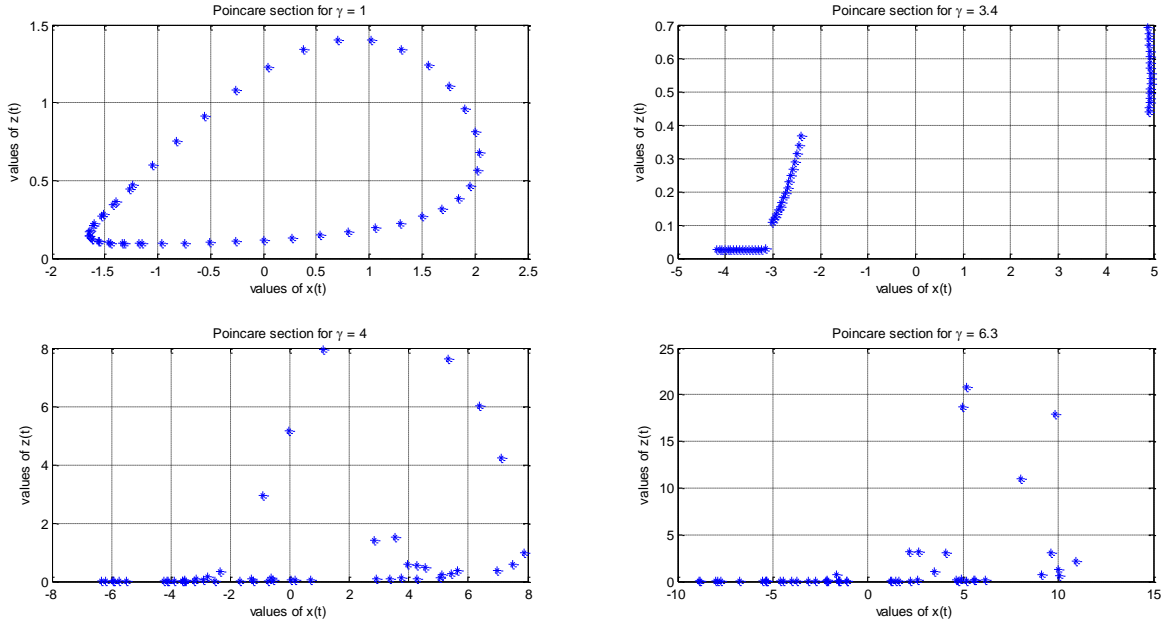 Poincare section for γ = 1
1.5
1
0.5
0
values of z(t)
-2 -1.5 -1 -0.5 0 0.5 1 1.5 2 2.5
values of x(t)
Poincare section for γ = 3.4
0.7
0.6
0.5
0.4
0.3
0.2
0.1
0
values of z(t)
-5 -4 -3 -2 -1 0 1 2 3 4 5
values of x(t)
Poincare section for γ = 4
8
6
4
2
0
values of z(t)
-8 -6 -4 -2 0 2 4 6 8
values of x(t)
Poincare section for γ = 6.3
25
20
15
10
5
0
values of z(t)
-10 -5 0 5 10 15
values of x(t)